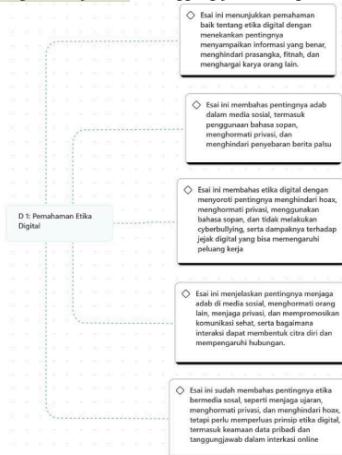 Esai ini menunjukkan pemahaman
baik tentang etika digital dengan
menekankan pentingnya
menyampaikan informasi yang benar,
menghindari prasangka, fitnah, dan
menghargai karya orang lain.
Esai ini membahas pentingnya adab
dalam media sosial, termasuk
penggunaan bahasa sopan,
menghormati privasi, dan
menghindari penyebaran berita palsu
Esai ini membahas etika digital dengan
menyoroti pentingnya menghindari hoax,
menghormati privasi, menggunakan
bahasa sopan, dan tidak melakukan
cyberbullying, serta dampaknya terhadap
jejak digital yang bisa memengaruhi
peluang kerja
D 1: Pemahaman Etika
Digital
Esai ini menjelaskan pentingnya menjaga
adab di media sosial, menghormati orang
lain, menjaga privasi, dan mempromosikan
komunikasi sehat, serta bagaimana
interaksi dapat membentuk citra diri dan
mempengaruhi hubungan.
Esai ini sudah membahas pentingnya etika
bermedia sosal, seperti menjaga ujaran,
menghormati privasi, dan menghindari hoax,
tetapi perlu memperluas prinsip etika digital,
termasuk keamaan data pribadi dan
tanggungjawab dalam interkasi online